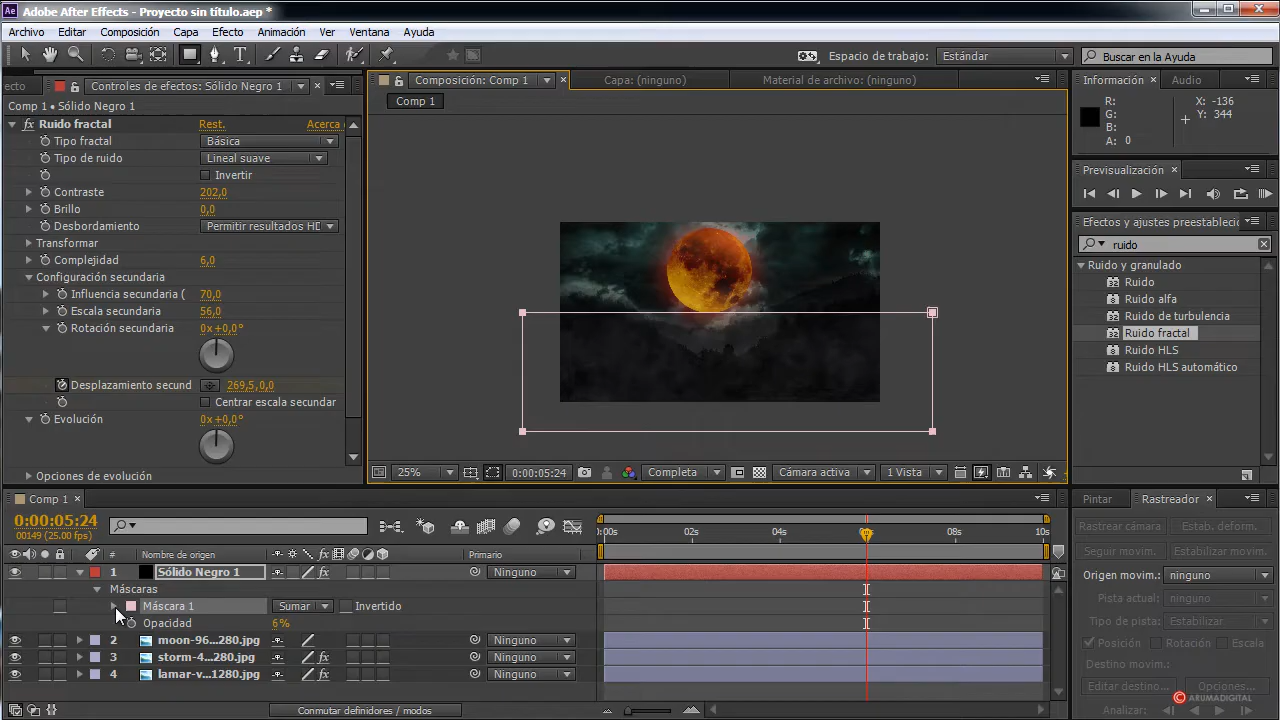 Adobe After Effects - Proyecto sin título.aep *
Archivo Editar Composición Capa Efecto Animación Ver Ventana Ayuda
Espacio de trabajo: Estándar Buscar en la Ayuda
ecto Controles de efectos: Sólido Negro 1 Composición: Comp 1 Capa: (ninguno) Material de archivo: (ninguno) Información Audio
Comp 1 • Sólido Negro 1 Comp 1
Ruido fractal Rest. Acerca
Tipo fractal Básica
Tipo de ruido Lineal suave
Invertir
Contraste 202,0
Brillo 0,0
Desbordamiento Permitir resultados HD
Transformar
Complejidad 6,0
Configuración secundaria
Influencia secundaria ( 70,0
Escala secundaria 56,0
Rotación secundaria 0x+0,0°
Desplazamiento secund 269,5,0,0
Centrar escala secundar
Evolución 0x+0,0°
Opciones de evolución
25% 0:00:05:24 Completa Cámara activa 1 Vista
R: X: -136
G: Y: 344
B:
A: 0
Previsualización
Efectos y ajustes preestableci
ruido
Ruido y granulado
Ruido
Ruido alfa
Ruido de turbulencia
Ruido fractal
Ruido HLS
Ruido HLS automático
Comp 1
0:00:05:24
00149 (25.00 fps)
# Nombre de origen Primario
1 Sólido Negro 1 Ninguno
Máscaras
Máscara 1 Sumar Invertido
Opacidad 6%
2 moon-96...280.jpg Ninguno
3 storm-4...280.jpg Ninguno
4 lamar-v...1280.jpg Ninguno
Conmutar definidores / modos
:00s 02s 04s 08s 10s
Pintar Rastreador
Rastrear cámara Estab. deform.
Seguir movim. Estabilizar movim.
Origen movim.: ninguno
Pista actual: ninguno
Tipo de pista: Estabilizar
Posición Rotación Escala
Destino movim.:
Editar destino... Opciones...
Analizar:
© ARUMADIGITAL